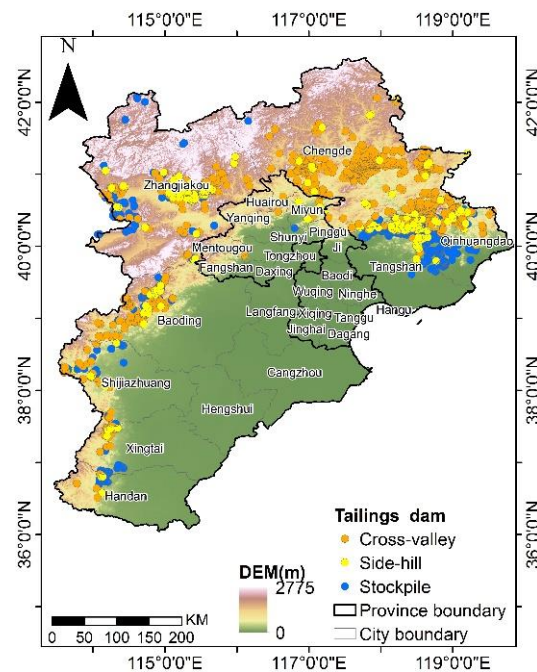 115°0'0"E 117°0'0"E 119°0'0"E
N
42°0'0"N
42°0'0"N
Chengde
Zhangjiakou
Huairou
Yanqing
Miyun
40°0'0"N
40°0'0"N
Mentougou
Shunyi
Pinggu
Ji
Qinhuangdao
Tongzhou
Fangshan
Daxing
Baodi
Tangshan
Wuqing
Ninghe
Baoding
Langfang
Xiqing
Tanggu
Hangu
Jinghai
Dagang
38°0'0"N
38°0'0"N
Shijiazhuang
Cangzhou
Hengshui
Xingtai
Handan
36°0'0"N
36°0'0"N
Tailings dam
Cross-valley
Side-hill
Stockpile
Province boundary
City boundary
DEM(m)
2775
0
KM
0 50 100 150 200
115°0'0"E 117°0'0"E 119°0'0"E